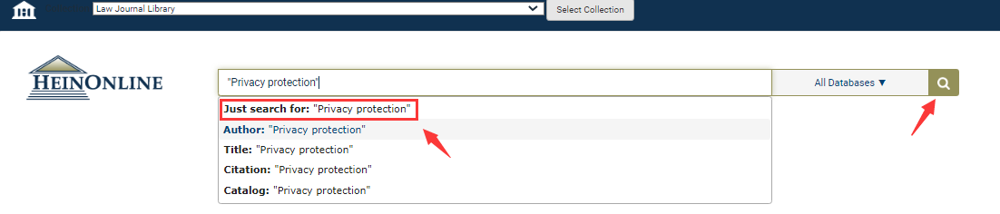 Law Journal Library
Select Collection
HEINONLINE
"Privacy protection"
All Databases ▼
Just search for: "Privacy protection"
Author: "Privacy protection"
Title: "Privacy protection"
Citation: "Privacy protection"
Catalog: "Privacy protection"